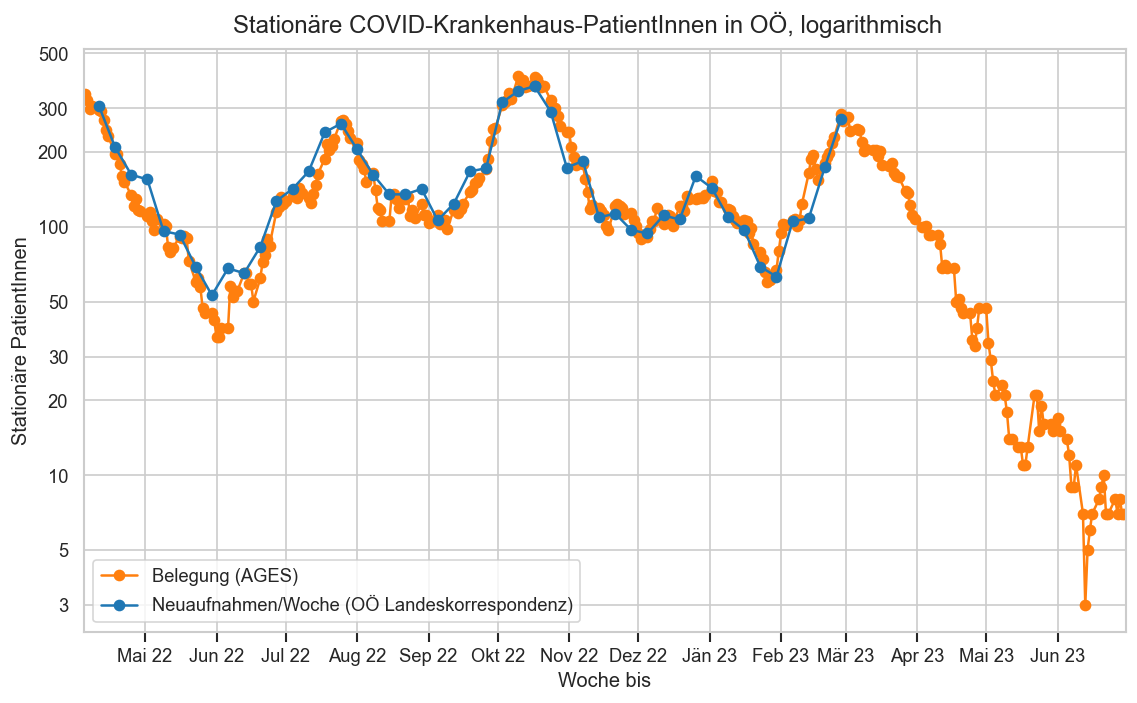 Stationäre COVID-Krankenhaus-PatientInnen in OÖ, logarithmisch
Stationäre PatientInnen
500
300
200
100
50
30
20
10
5
3
Belegung (AGES)
Neuaufnahmen/Woche (OÖ Landeskorrespondenz)
Mai 22 Jun 22 Jul 22 Aug 22 Sep 22 Okt 22 Nov 22 Dez 22 Jän 23 Feb 23 Mär 23 Apr 23 Mai 23 Jun 23
Woche bis